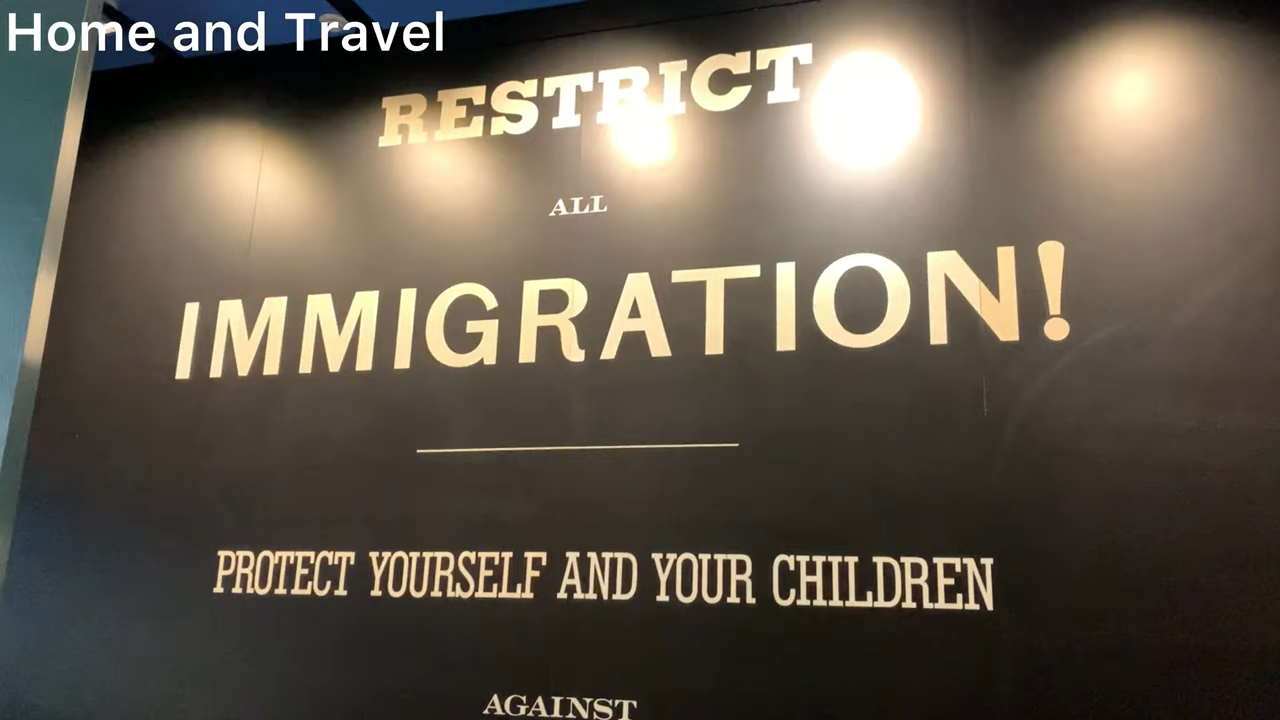 Home and Travel
RESTRICT
ALL
IMMIGRATION!
PROTECT YOURSELF AND YOUR CHILDREN
AGAINST